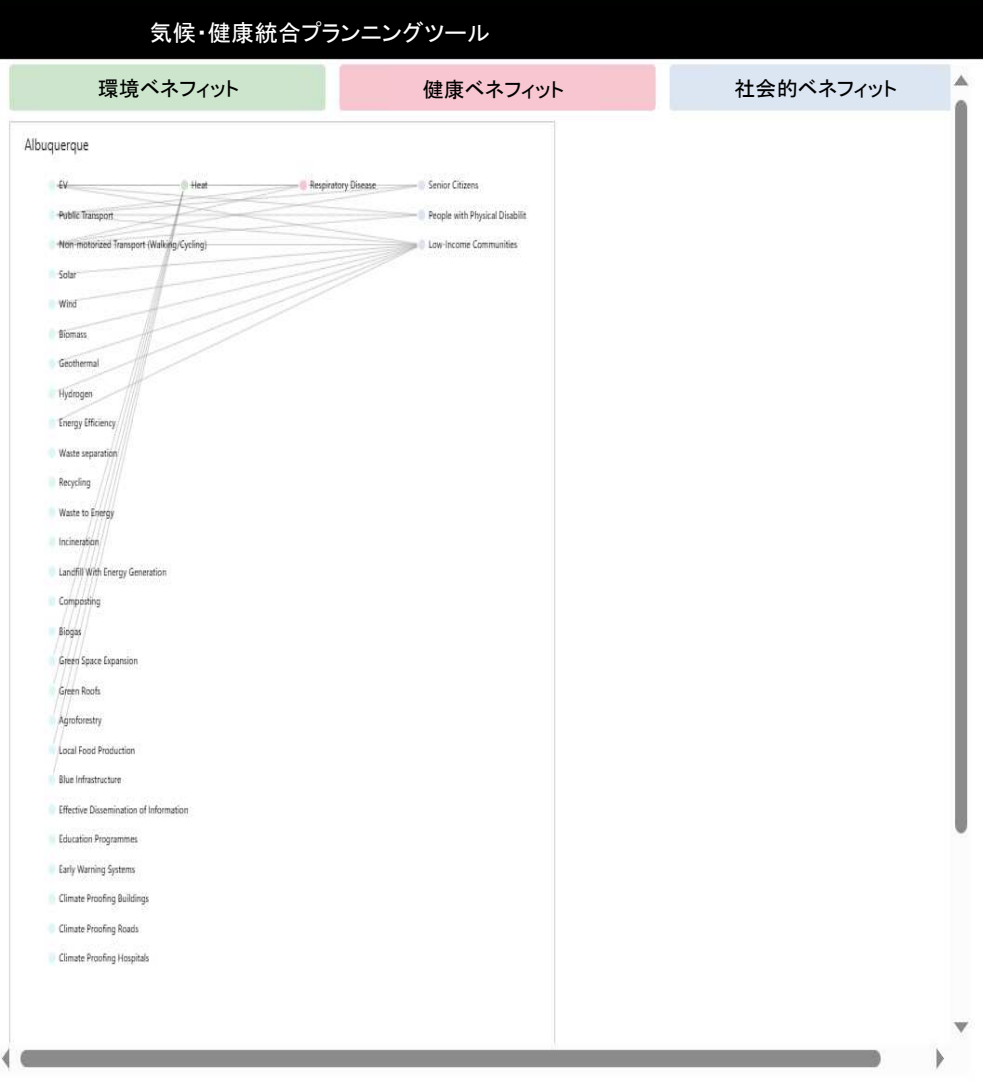 気候・健康統合プランニングツール
環境ベネフィット
健康ベネフィット
社会的ベネフィット
Albuquerque
EV
Heat
Respiratory Disease
Senior Citizens
Public Transport
People with Physical Disabilit
Non-motorized Transport (Walking/Cycling)
Low-Income Communities
Solar
Wind
Biomass
Geothermal
Hydrogen
Energy Efficiency
Waste separation
Recycling
Waste to Energy
Incineration
Landfill With Energy Generation
Composting
Biogas
Green Space Expansion
Green Roofs
Agroforestry
Local Food Production
Blue Infrastructure
Effective Dissemination of Information
Education Programmes
Early Warning Systems
Climate Proofing Buildings
Climate Proofing Roads
Climate Proofing Hospitals